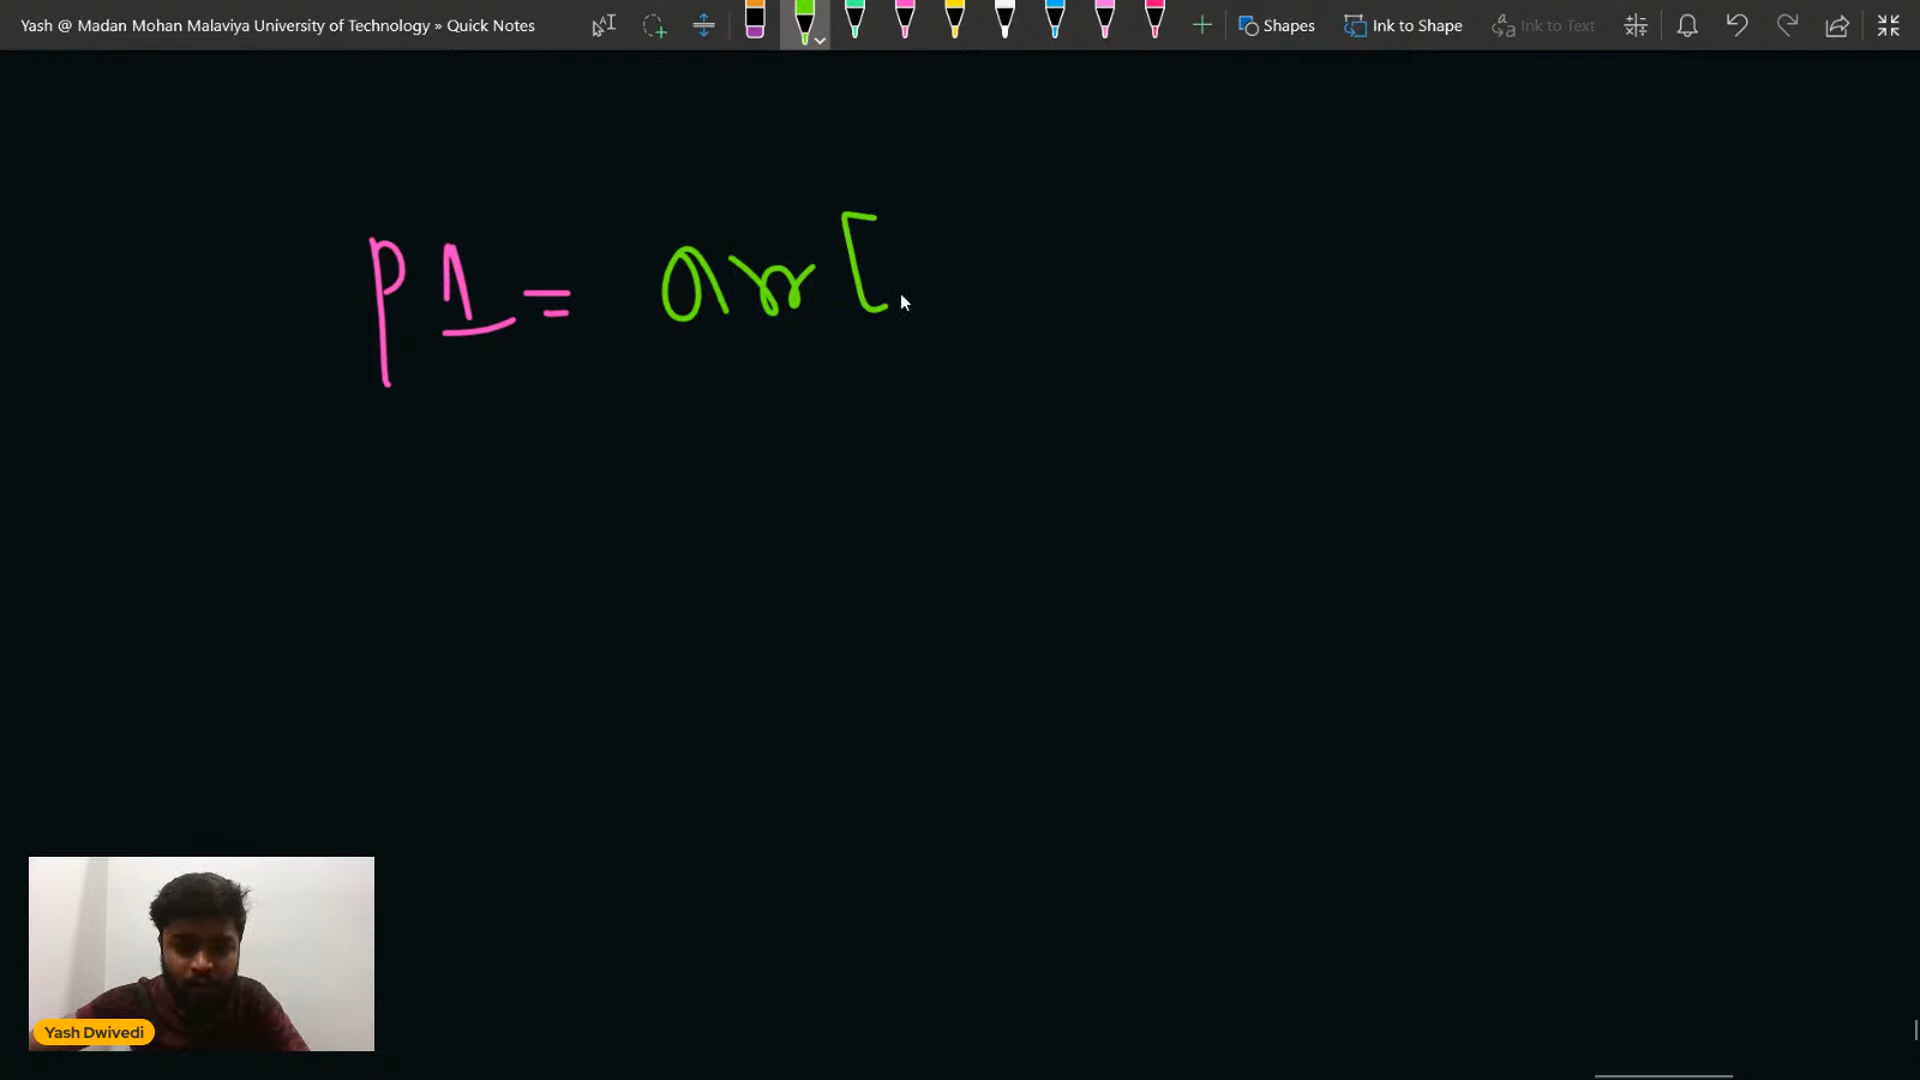 Yash @ Madan Mohan Malaviya University of Technology » Quick Notes
Shapes
Ink to Shape
Ink to Text
P1= arr[
Yash Dwivedi